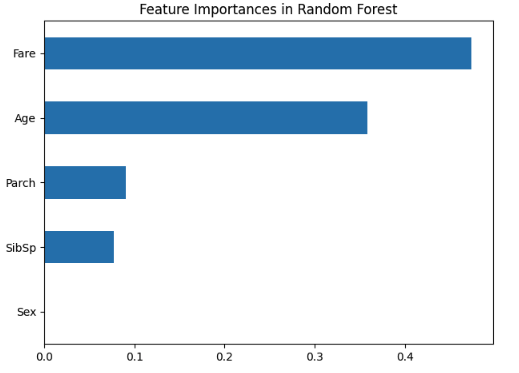 Feature Importances in Random Forest
Fare
Age
Parch
SibSp
Sex
0.0 0.1 0.2 0.3 0.4